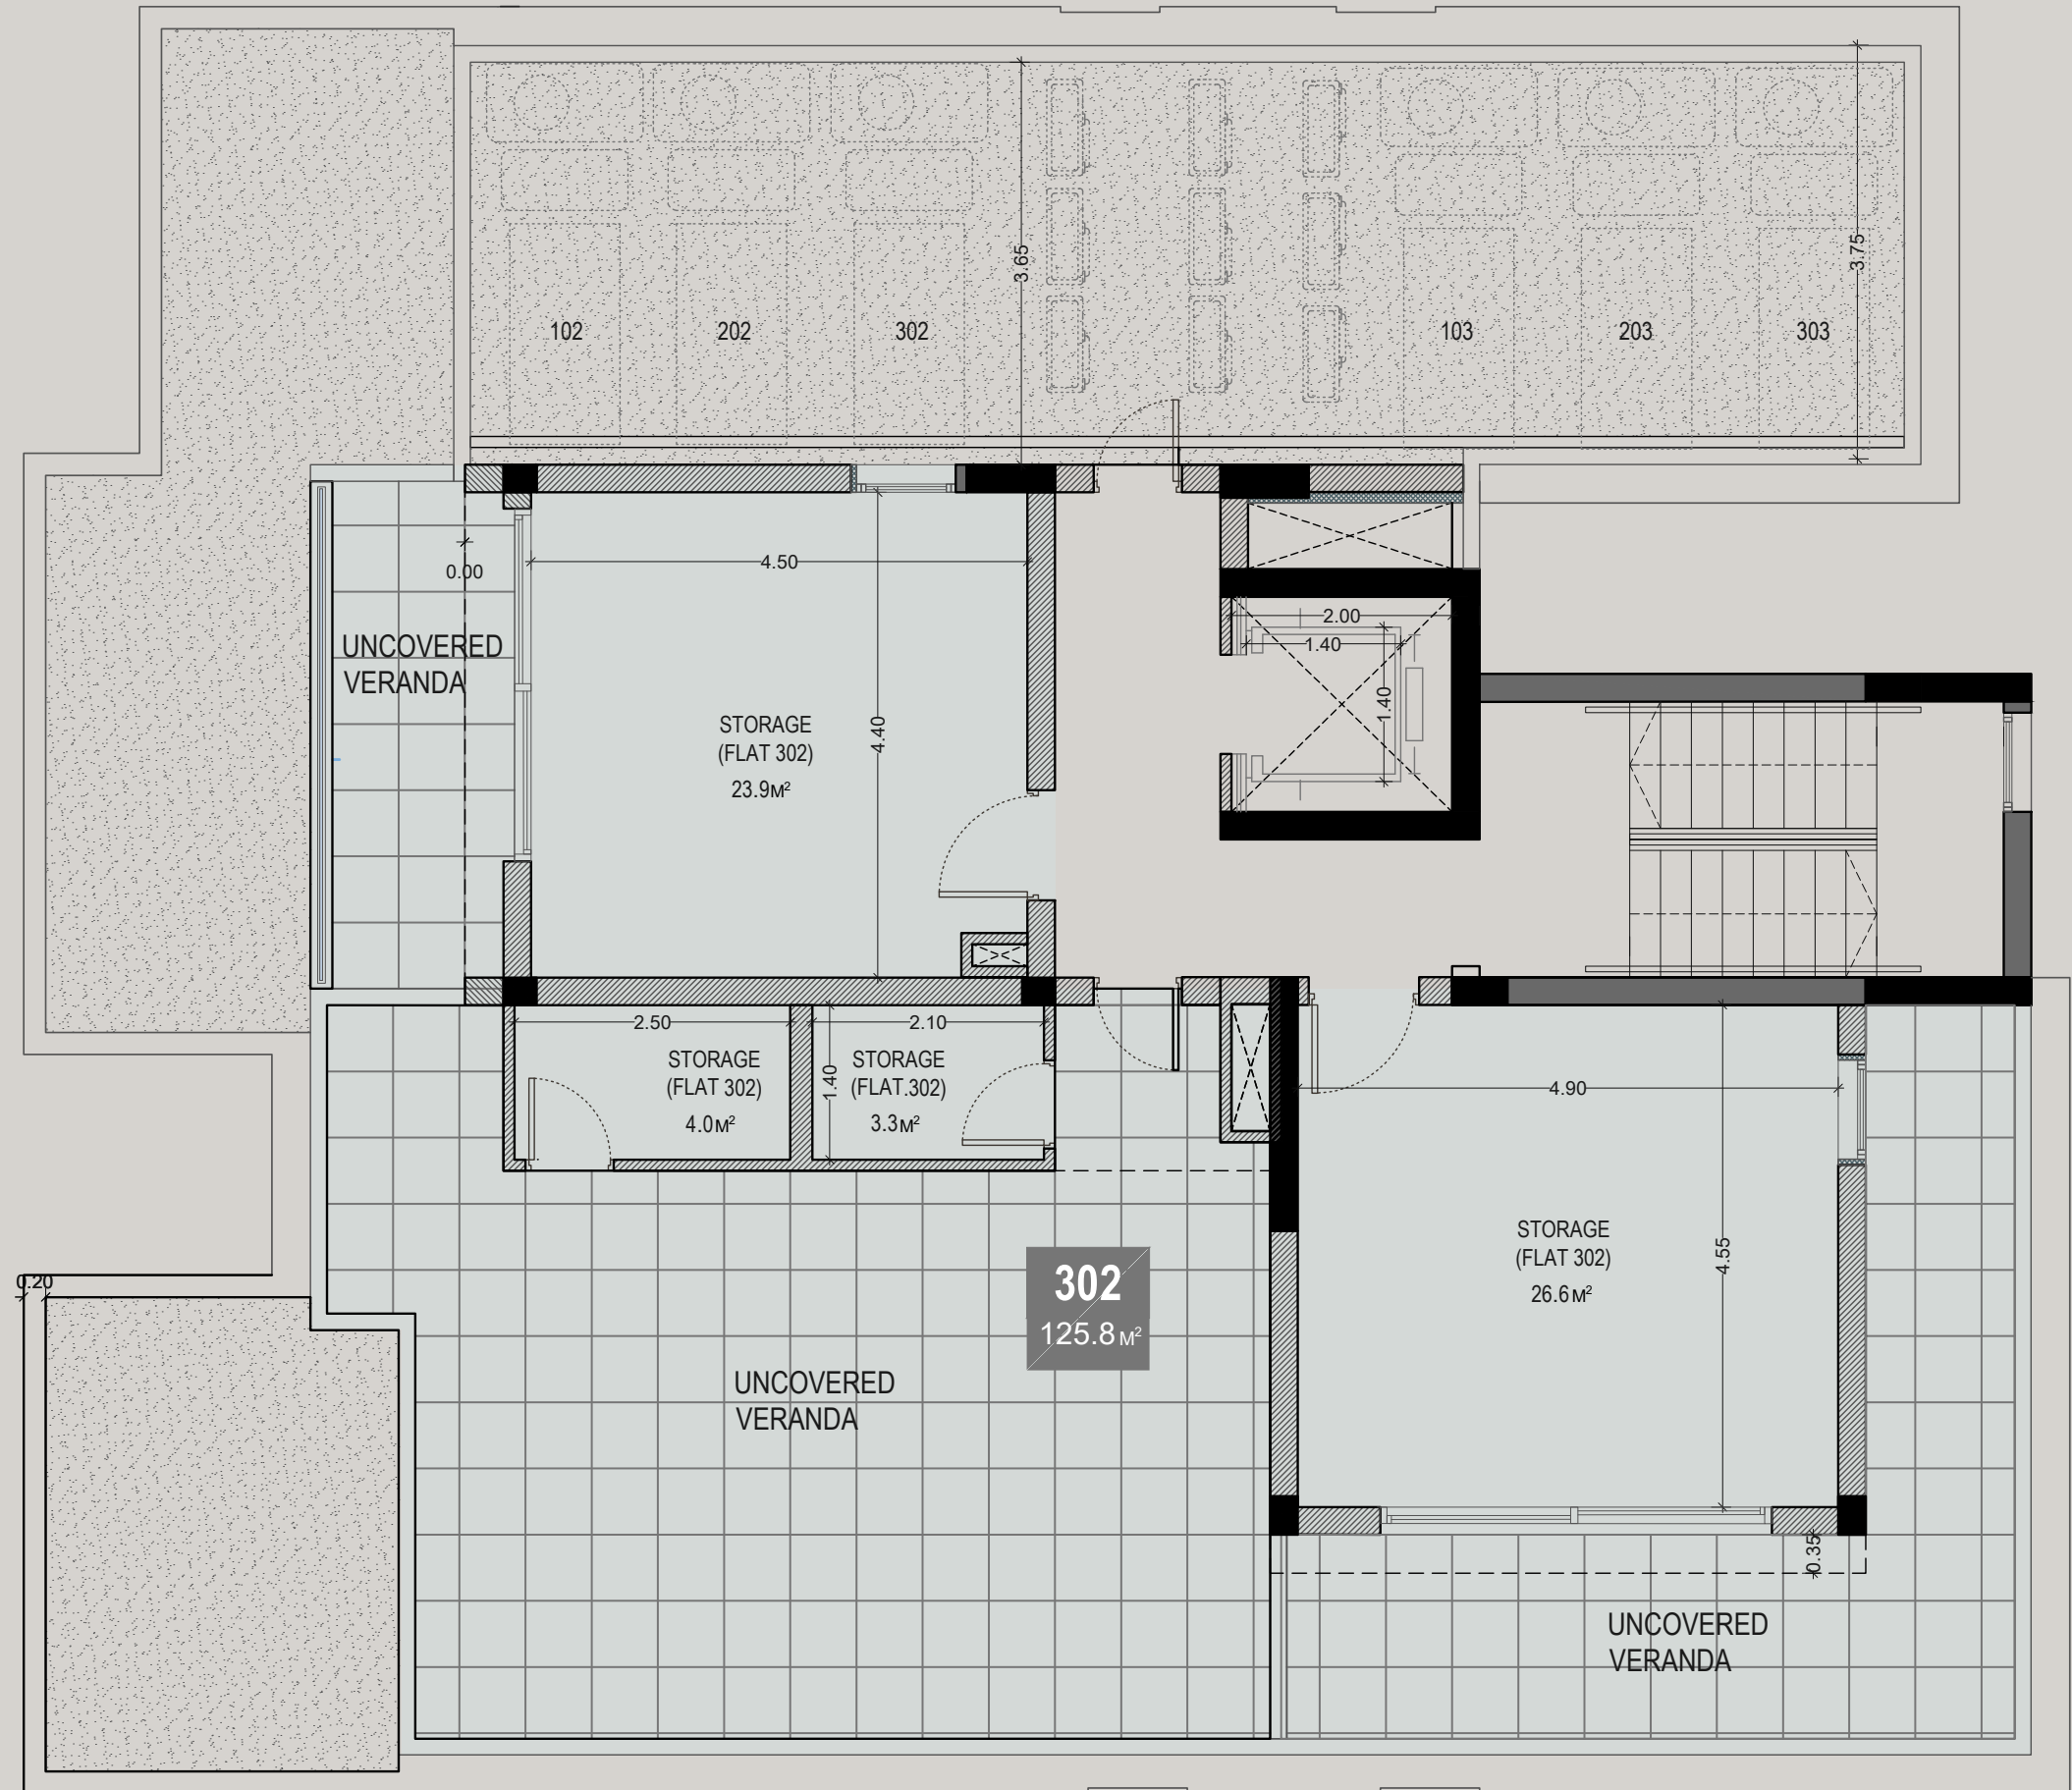 3.65
3.75
102
202
302
103
203
303
4.50
0.00
2.00
1.40
UNCOVERED
VERANDA
1.40
4.40
STORAGE
(FLAT 302)
23.9м²
2.50
2.10
STORAGE
(FLAT 302)
4.0м²
1.40
STORAGE
(FLAT.302)
3.3м²
4.90
STORAGE
(FLAT 302)
26.6м²
4.55
0.20
302
125.8м²
UNCOVERED
VERANDA
0.35
UNCOVERED
VERANDA